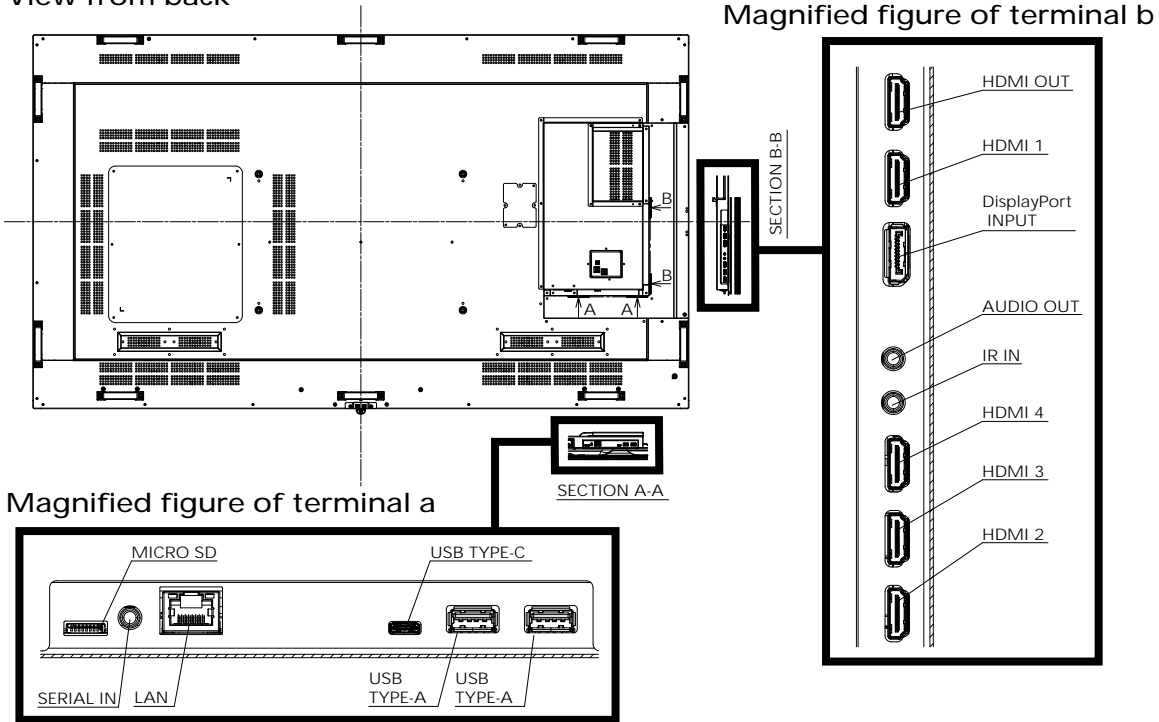 View from back
Magnified figure of terminal b
HDMI OUT
HDMI 1
DisplayPort
INPUT
AUDIO OUT
IR IN
HDMI 4
HDMI 3
HDMI 2
SECTION B-B
B
B
A
A
SECTION A-A
Magnified figure of terminal a
MICRO SD
USB TYPE-C
SERIAL IN
LAN
USB
TYPE-A
USB
TYPE-A